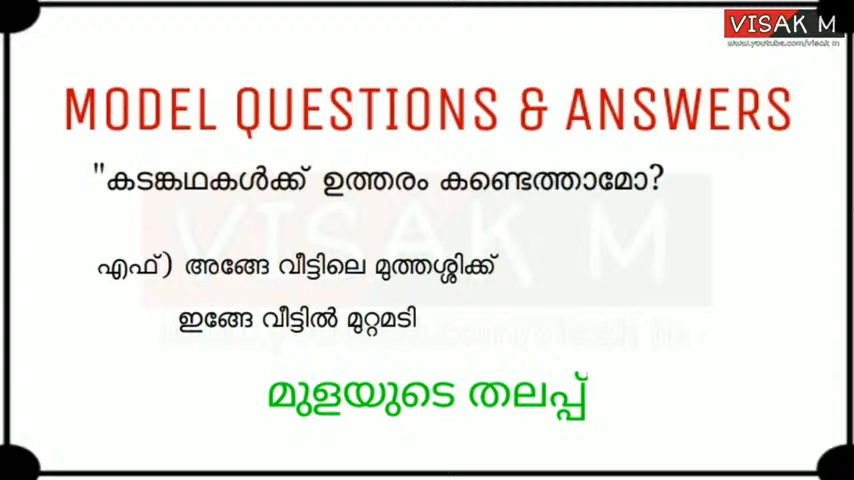 VISAK M
www.youtube.com/visak m
MODEL QUESTIONS & ANSWERS
"കടങ്കഥകൾക്ക് ഉത്തരം കണ്ടെത്താമോ?
എഫ്) അങ്ങേ വീട്ടിലെ മുത്തശ്ശിക്ക്
ഇങ്ങേ വീട്ടിൽ മുറ്റമടി
മുളയുടെ തലപ്പ്